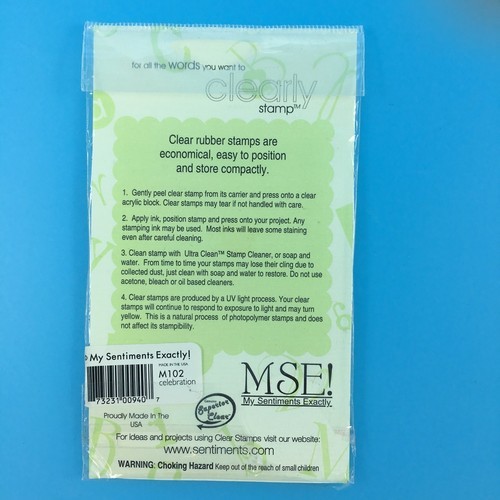 for all the words you want to
clearly
stamp™
Clear rubber stamps are
economical, easy to position
and store compactly.
1. Gently peel clear stamp from its carrier and press onto a clear
acrylic block. Clear stamps may tear if not handled with care.
2. Apply ink, position stamp and press onto your project. Any
stamping ink may be used. Most inks will leave some staining
even after careful cleaning.
3. Clean stamp with Ultra Clean™ Stamp Cleaner, or soap and
water. From time to time your stamps may lose their cling due to
collected dust, just clean with soap and water to restore. Do not use
acetone, bleach or oil based cleaners.
4. Clear stamps are produced by a UV light process. Your clear
stamps will continue to respond to exposure to light and may turn
yellow. This is a natural process of photopolymer stamps and does
not affect its stampibility.
My Sentiments Exactly!
MADE IN THE USA
M102
celebration
73231 00940 7
Proudly Made In The
USA
Superior
Clear
MSE!
My Sentiments Exactly
For ideas and projects using Clear Stamps visit our website:
www.sentiments.com
WARNING: Choking Hazard Keep out of the reach of small children